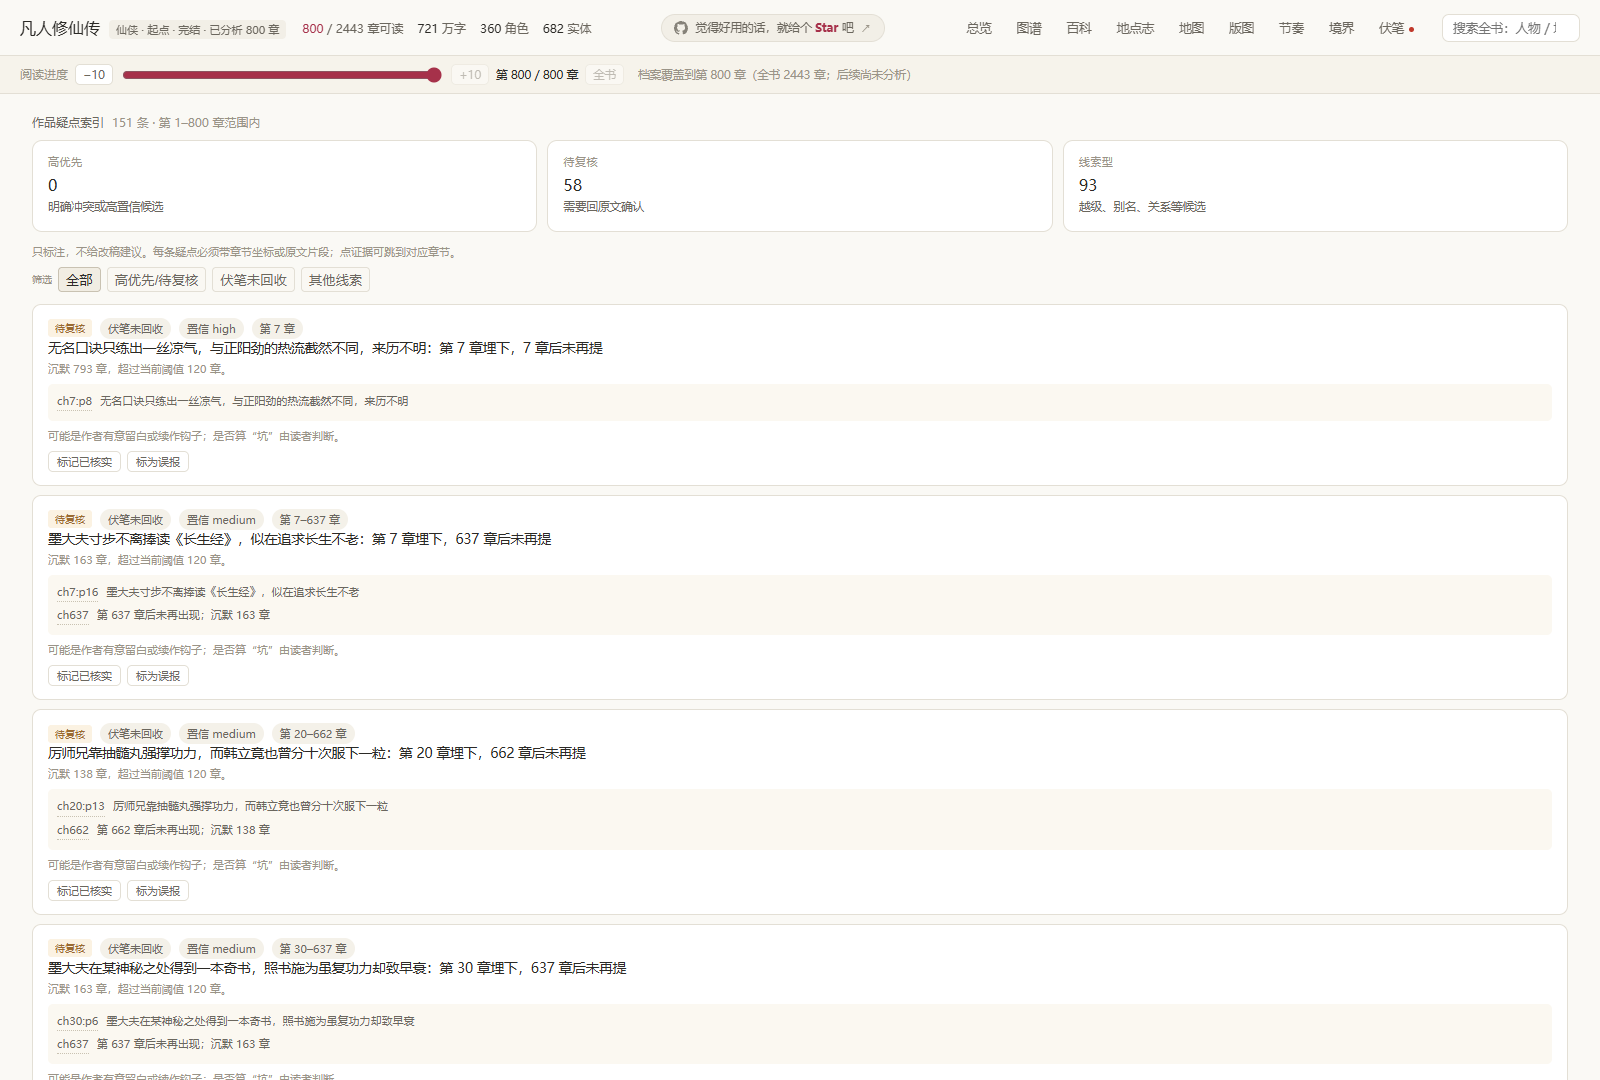 凡人修仙传 仙侠 · 起点 · 完结 · 已分析 800 章 800 / 2443 章可读 721 万字 360 角色 682 实体 觉得好用的话，就给个 Star 吧 ↗ 总览 图谱 百科 地点志 地图 版图 节奏 境界 伏笔 搜索全书：人物 /
阅读进度 −10 +10 第 800 / 800 章 全书 档案覆盖到第 800 章（全书 2443 章；后续尚未分析）
作品疑点索引 151 条 · 第 1–800 章范围内
高优先 待复核 线索型
0 58 93
明确冲突或高置信候选 需要回原文确认 越级、别名、关系等候选
只标注，不给改稿建议。每条疑点必须带章节坐标或原文片段；点证据可跳到对应章节。
筛选 全部 高优先/待复核 伏笔未回收 其他线索
待复核 伏笔未回收 置信 high 第 7 章
无名口诀只练出一丝凉气，与正阳劲的热流截然不同，来历不明：第 7 章埋下，7 章后未再提
沉默 793 章，超过当前阈值 120 章。
ch7:p8 无名口诀只练出一丝凉气，与正阳劲的热流截然不同，来历不明
可能是作者有意留白或续作钩子；是否算“坑”由读者判断。
标记已核实 标为误报
待复核 伏笔未回收 置信 medium 第 7–637 章
墨大夫寸步不离捧读《长生经》，似在追求长生不老：第 7 章埋下，637 章后未再提
沉默 163 章，超过当前阈值 120 章。
ch7:p16 墨大夫寸步不离捧读《长生经》，似在追求长生不老
ch637 第 637 章后未再出现；沉默 163 章
可能是作者有意留白或续作钩子；是否算“坑”由读者判断。
标记已核实 标为误报
待复核 伏笔未回收 置信 medium 第 20–662 章
厉师兄靠抽髓丸强撑功力，而韩立竟也曾分十次服下一粒：第 20 章埋下，662 章后未再提
沉默 138 章，超过当前阈值 120 章。
ch20:p13 厉师兄靠抽髓丸强撑功力，而韩立竟也曾分十次服下一粒
ch662 第 662 章后未再出现；沉默 138 章
可能是作者有意留白或续作钩子；是否算“坑”由读者判断。
标记已核实 标为误报
待复核 伏笔未回收 置信 medium 第 30–637 章
墨大夫在某神秘之处得到一本奇书，照书施为虽复功力却致早衰：第 30 章埋下，637 章后未再提
沉默 163 章，超过当前阈值 120 章。
ch30:p6 墨大夫在某神秘之处得到一本奇书，照书施为虽复功力却致早衰
ch637 第 637 章后未再出现；沉默 163 章
可能是作者有意留白或续作钩子；是否算“坑”由读者判断。